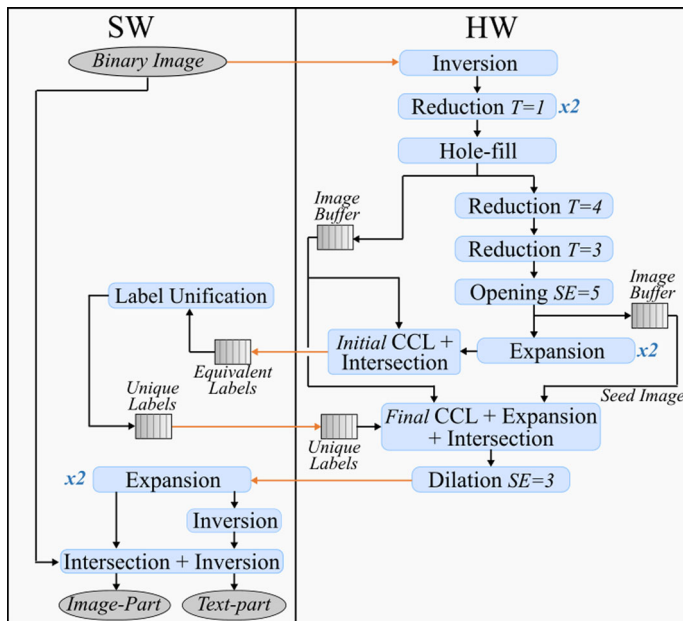 SW
HW
Binary Image
Inversion
Reduction T=1 x2
Hole-fill
Image
Buffer
Reduction T=4
Reduction T=3
Opening SE=5
Image
Buffer
Label Unification
Initial CCL +
Intersection
Expansion x2
Equivalent
Labels
Seed Image
Unique
Labels
Unique
Labels
Final CCL + Expansion
+ Intersection
x2 Expansion
Dilation SE=3
Inversion
Intersection + Inversion
Image-Part
Text-part